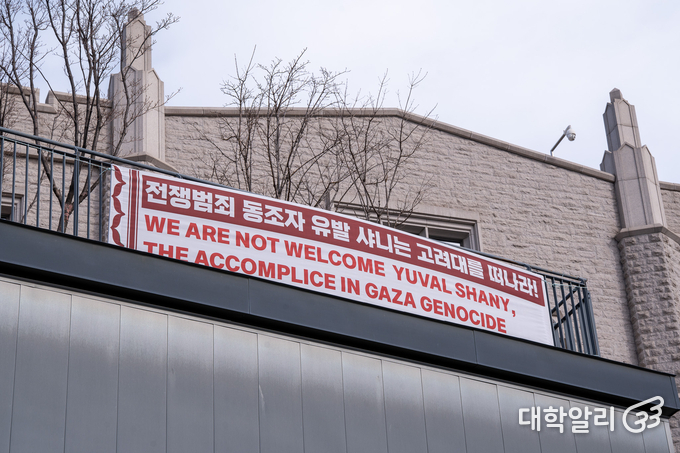 전쟁범죄 동조자 유발 샤니는 고려대를 떠나라!
WE ARE NOT WELCOME YUVAL SHANY,
THE ACCOMPLICE IN GAZA GENOCIDE
대학알리